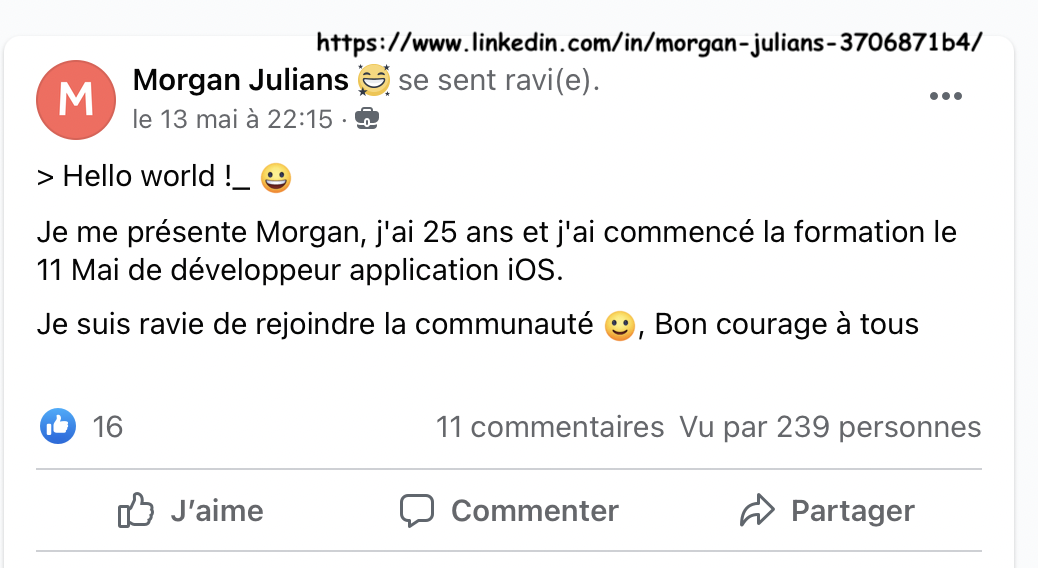 https://www.linkedin.com/in/morgan-julians-3706871b4/
M
Morgan Julians 😁 se sent ravi(e).
le 13 mai à 22:15 ·
> Hello world !_ 😀
Je me présente Morgan, j'ai 25 ans et j'ai commencé la formation le
11 Mai de développeur application iOS.
Je suis ravie de rejoindre la communauté 🙂, Bon courage à tous
16
11 commentaires Vu par 239 personnes
J’aime
Commenter
Partager